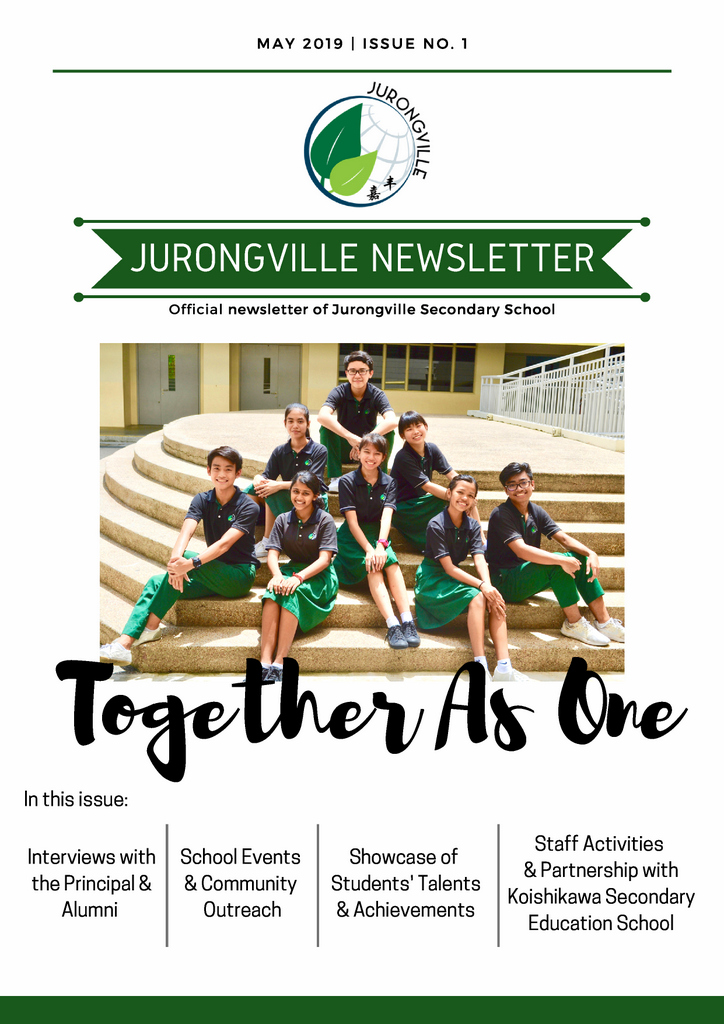 MAY 2019 | ISSUE NO. 1
JURONGVILLE
嘉丰
JURONGVILLE NEWSLETTER
Official newsletter of Jurongville Secondary School
Together As One
In this issue:
Interviews with
the Principal &
Alumni
School Events
& Community
Outreach
Showcase of
Students' Talents
& Achievements
Staff Activities
& Partnership with
Koishikawa Secondary
Education School